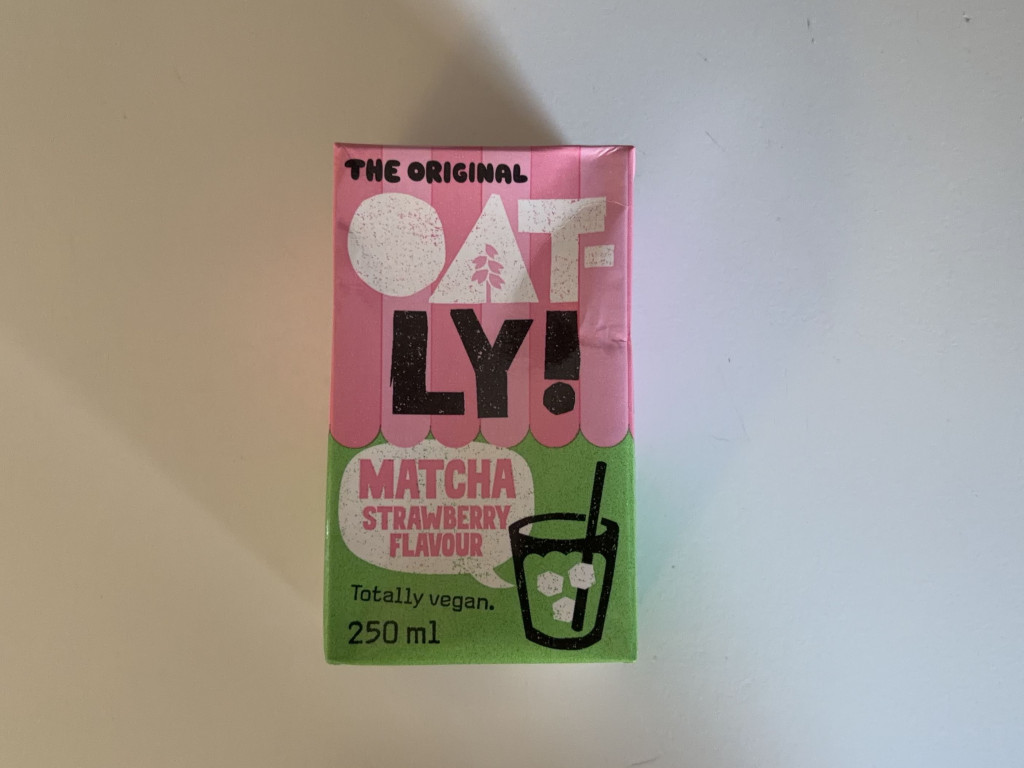 THE ORIGINAL
OAT-
LY!
MATCHA
STRAWBERRY
FLAVOUR
Totally vegan.
250 ml